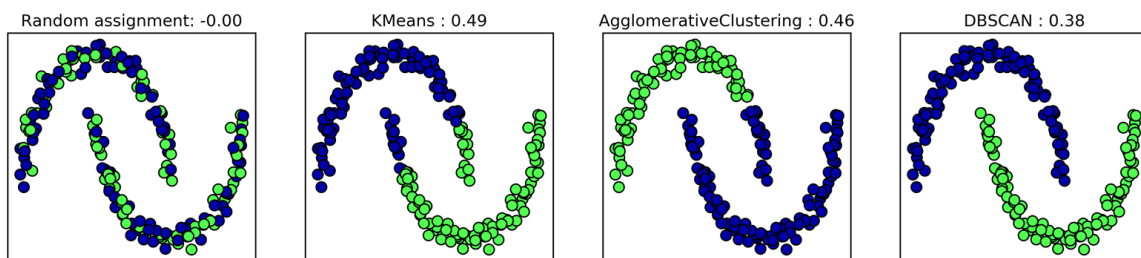 Random assignment: -0.00
KMeans : 0.49
AgglomerativeClustering : 0.46
DBSCAN : 0.38